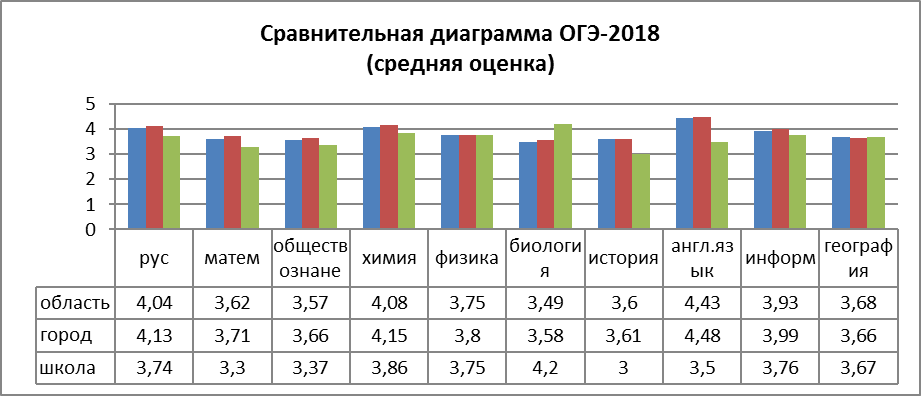 Сравнительная диаграмма ОГЭ-2018
(средняя оценка)
5
4
3
2
1
0
рус матем обществ ознане химия физика биологи я история англ.яз ык информ географ ия
область 4,04 3,62 3,57 4,08 3,75 3,49 3,6 4,43 3,93 3,68
город 4,13 3,71 3,66 4,15 3,8 3,58 3,61 4,48 3,99 3,66
школа 3,74 3,3 3,37 3,86 3,75 4,2 3 3,5 3,76 3,67